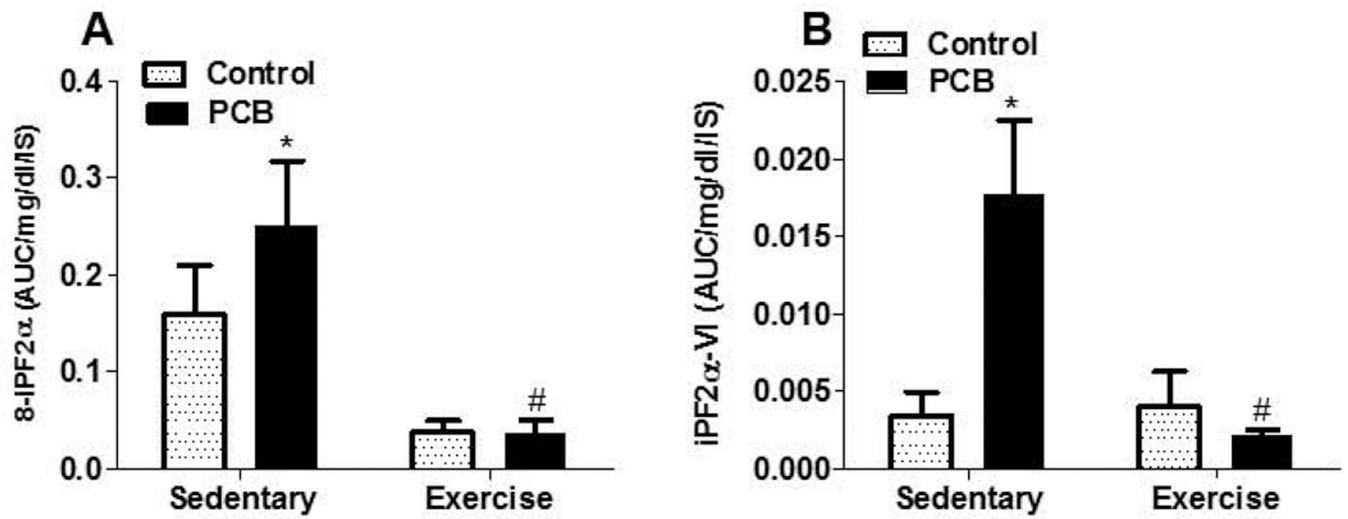 A
Control
PCB
8-IPF2α (AUC/mg/dl/IS)
0.4
0.3
0.2
0.1
0.0
*
#
Sedentary
Exercise
B
Control
PCB
iPF2α-VI (AUC/mg/dl/IS)
0.025
0.020
0.015
0.010
0.005
0.000
*
#
Sedentary
Exercise